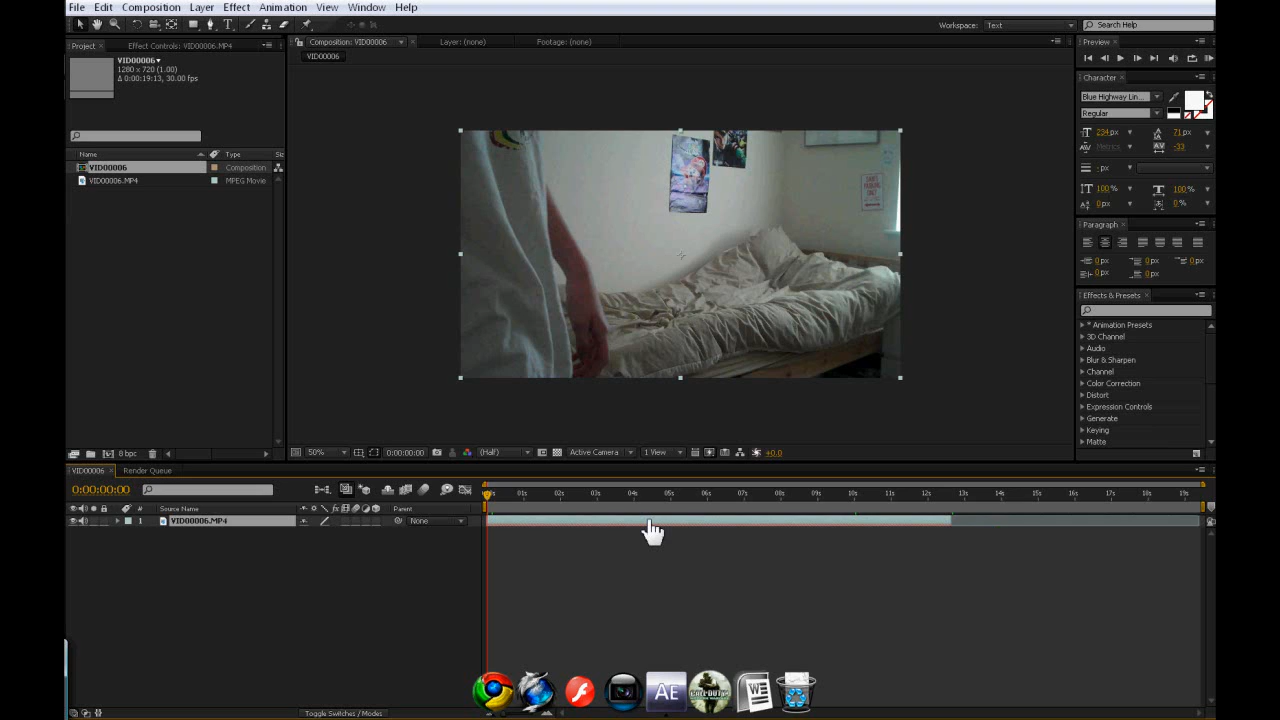 File Edit Composition Layer Effect Animation View Window Help
Workspace: Text Search Help
Project Effect Controls: VID00006.MP4 Composition: VID00006 Layer: (none) Footage: (none) Preview
VID00006
VID00006
1280 x 720 (1.00)
Δ 0:00:19:13, 30.00 fps
Character
Blue Highway Lin...
Regular
234 px 71 px
Metrics -33
- px
100 % 100 %
0 px 0 %
Name Type Siz
VID00006 Composition
VID00006.MP4 MPEG Movie
Paragraph
0 px 0 px 0 px
0 px 0 px
Effects & Presets
* Animation Presets
3D Channel
Audio
Blur & Sharpen
Channel
Color Correction
Distort
Expression Controls
Generate
Keying
Matte
8 bpc 50% 0:00:00:00 (Half) Active Camera 1 View +0.0
VID00006 Render Queue
0:00:00:00 01s 02s 03s 04s 05s 06s 07s 08s 09s 10s 11s 12s 13s 14s 15s 16s 17s 18s 19s
# Source Name Parent
1 VID00006.MP4 None
AE W
Toggle Switches / Modes